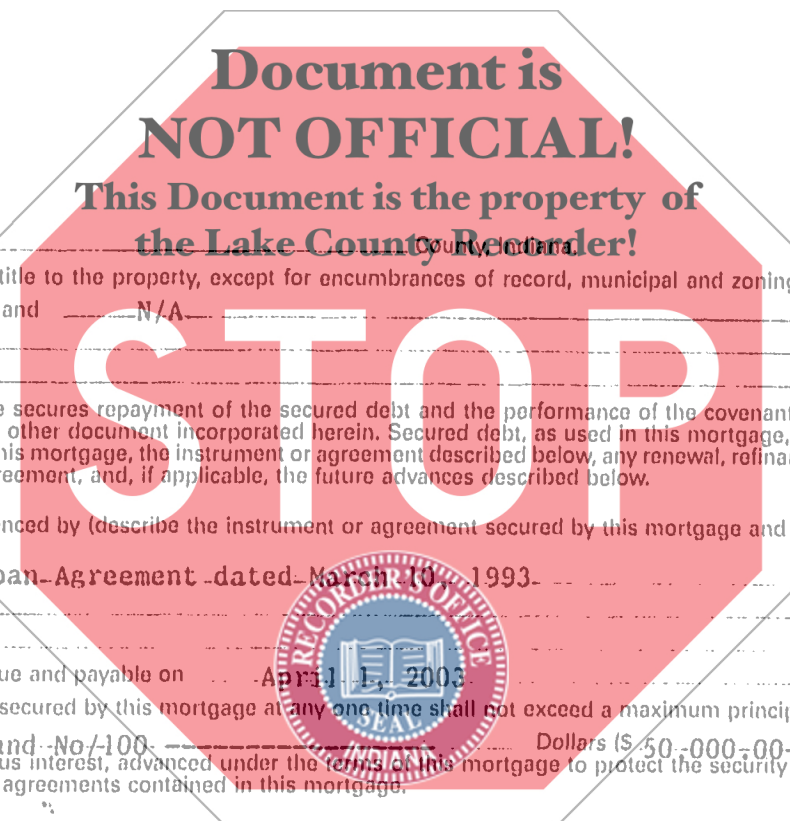 Document is
NOT OFFICIAL!
This Document is the property of
the Lake County Recorder!
County, Indiana,
title to the property, except for encumbrances of record, municipal and zoning
and N/A
STOP
secures repayment of the secured debt and the performance of the covenant
other document incorporated herein. Secured debt, as used in this mortgage,
his mortgage, the instrument or agreement described below, any renewal, refina
reement, and, if applicable, the future advances described below.
nced by (describe the instrument or agreement secured by this mortgage and
oan Agreement dated March 10, 1993
ue and payable on April 1, 2003
secured by this mortgage at any one time shall not exceed a maximum princip
and No/100 Dollars ($ 50,000.00
us interest, advanced under the terms of this mortgage to protect the security
agreements contained in this mortgage.
RECORDER'S OFFICE
SEAL
INDIANA